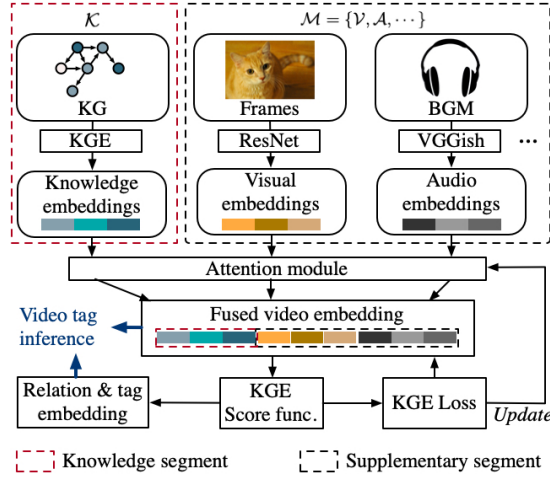 𝒦
ℳ = {𝒱, 𝒜, ⋯}
KG
Frames
BGM
KGE
ResNet
VGGish
...
Knowledge
embeddings
Visual
embeddings
Audio
embeddings
Attention module
Fused video embedding
Video tag
inference
Relation & tag
embedding
KGE
Score func.
KGE Loss
Update
Knowledge segment
Supplementary segment